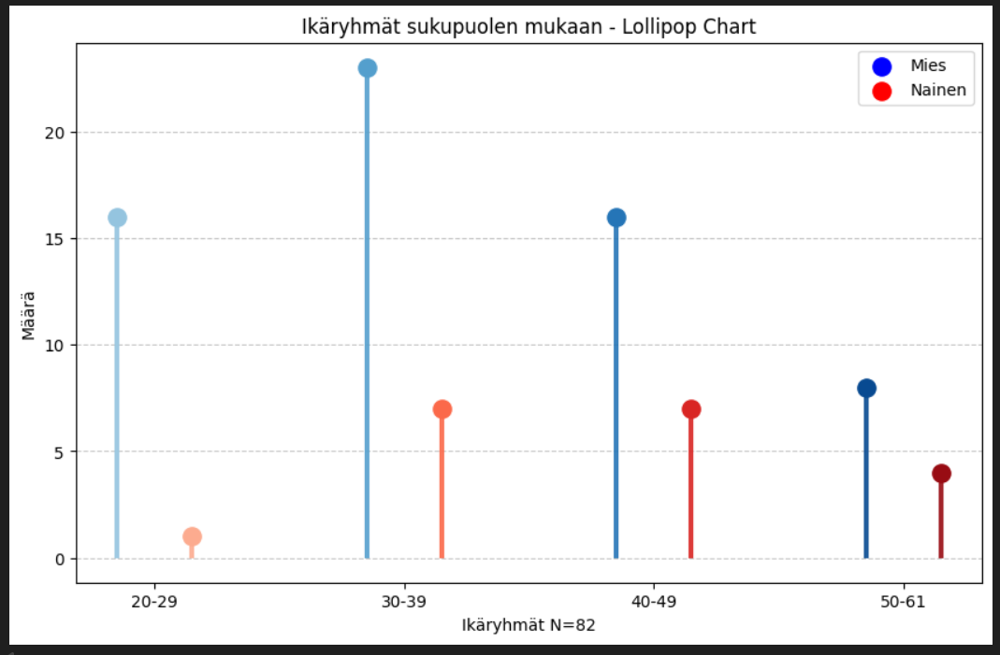 Ikäryhmät sukupuolen mukaan - Lollipop Chart
Mies
Nainen
Määrä
20
15
10
5
0
20-29
30-39
40-49
50-61
Ikäryhmät N=82